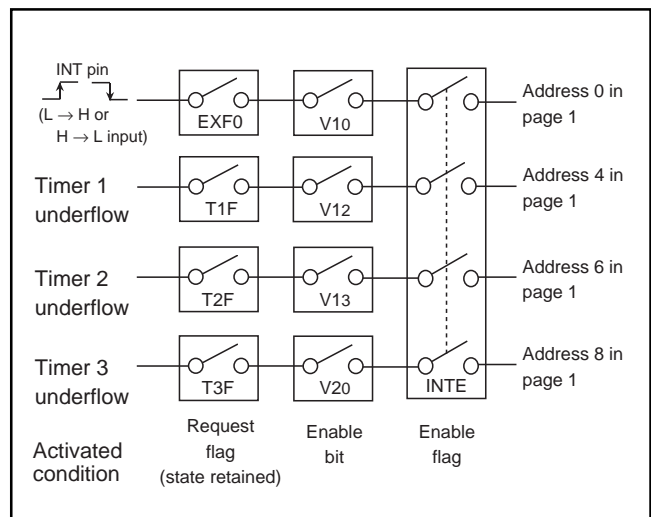 INT pin
(L → H or
H → L input)
EXF0
V10
Address 0 in
page 1
Timer 1
underflow
T1F
V12
Address 4 in
page 1
Timer 2
underflow
T2F
V13
Address 6 in
page 1
Timer 3
underflow
T3F
V20
INTE
Address 8 in
page 1
Activated
condition
Request
flag
(state retained)
Enable
bit
Enable
flag